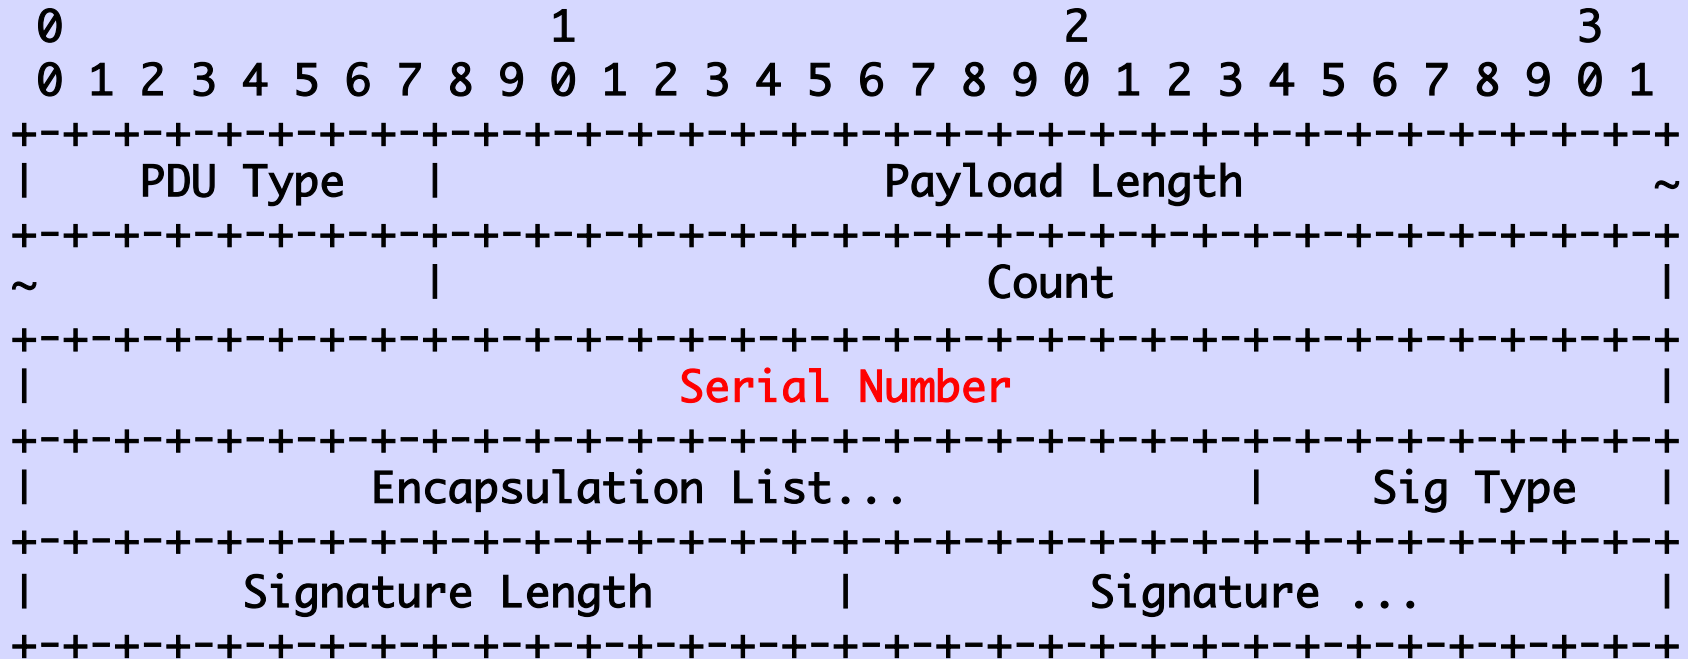 0                   1                   2                   3
 0 1 2 3 4 5 6 7 8 9 0 1 2 3 4 5 6 7 8 9 0 1 2 3 4 5 6 7 8 9 0 1
+-+-+-+-+-+-+-+-+-+-+-+-+-+-+-+-+-+-+-+-+-+-+-+-+-+-+-+-+-+-+-+-+
|    PDU Type   |                 Payload Length                ~
+-+-+-+-+-+-+-+-+-+-+-+-+-+-+-+-+-+-+-+-+-+-+-+-+-+-+-+-+-+-+-+-+
~               |                     Count                     |
+-+-+-+-+-+-+-+-+-+-+-+-+-+-+-+-+-+-+-+-+-+-+-+-+-+-+-+-+-+-+-+-+
|                         Serial Number                         |
+-+-+-+-+-+-+-+-+-+-+-+-+-+-+-+-+-+-+-+-+-+-+-+-+-+-+-+-+-+-+-+-+
|             Encapsulation List...             |    Sig Type   |
+-+-+-+-+-+-+-+-+-+-+-+-+-+-+-+-+-+-+-+-+-+-+-+-+-+-+-+-+-+-+-+-+
|        Signature Length       |         Signature ...         |
+-+-+-+-+-+-+-+-+-+-+-+-+-+-+-+-+-+-+-+-+-+-+-+-+-+-+-+-+-+-+-+-+